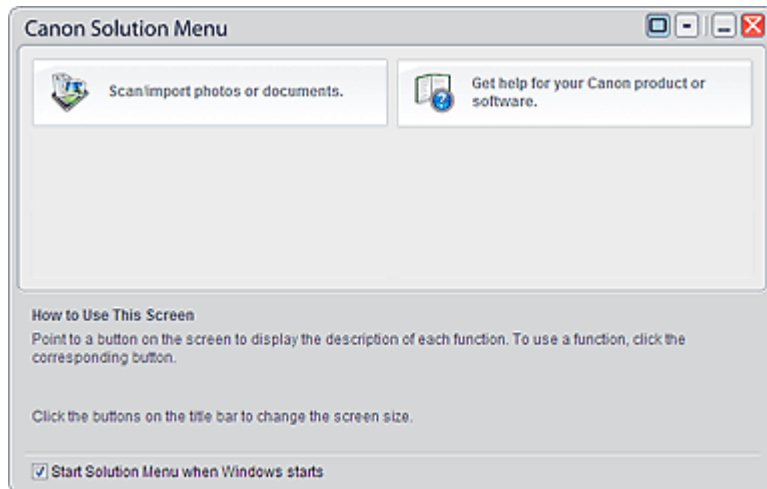 Canon Solution Menu
Scan/import photos or documents.
Get help for your Canon product or
software.
How to Use This Screen
Point to a button on the screen to display the description of each function. To use a function, click the
corresponding button.
Click the buttons on the title bar to change the screen size.
Start Solution Menu when Windows starts